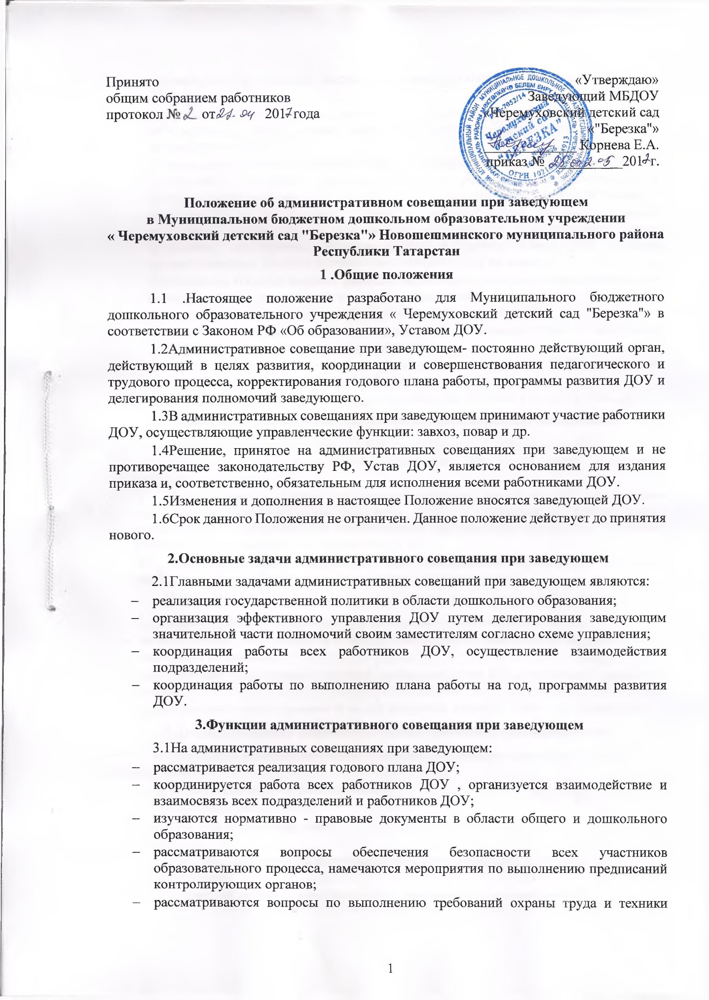 Принято
общим собранием работников
протокол № 2 от 2017 года
«Утверждаю»
Заведующий МБДОУ
«Черемуховский детский сад
«"Березка"»
Корнева Е.А.
приказ № 25 02.05 2017г.
МУНИЦИПАЛЬНОЕ ДОШКОЛЬНОЕ
МУНИЦИПАЛЬНЫЙ РАЙОН
Черемуховский
детский сад
"БЕРЕЗКА"
ОГРН
Положение об административном совещании при заведующем
в Муниципальном бюджетном дошкольном образовательном учреждении
« Черемуховский детский сад "Березка"» Новошешминского муниципального района
Республики Татарстан
1 .Общие положения
1.1 .Настоящее положение разработано для Муниципального бюджетного
дошкольного образовательного учреждения « Черемуховский детский сад "Березка"» в
соответствии с Законом РФ «Об образовании», Уставом ДОУ.
1.2Административное совещание при заведующем- постоянно действующий орган,
действующий в целях развития, координации и совершенствования педагогического и
трудового процесса, корректирования годового плана работы, программы развития ДОУ и
делегирования полномочий заведующего.
1.3В административных совещаниях при заведующем принимают участие работники
ДОУ, осуществляющие управленческие функции: завхоз, повар и др.
1.4Решение, принятое на административных совещаниях при заведующем и не
противоречащее законодательству РФ, Устав ДОУ, является основанием для издания
приказа и, соответственно, обязательным для исполнения всеми работниками ДОУ.
1.5Изменения и дополнения в настоящее Положение вносятся заведующей ДОУ.
1.6Срок данного Положения не ограничен. Данное положение действует до принятия
нового.
2.Основные задачи административного совещания при заведующем
2.1Главными задачами административных совещаний при заведующем являются:
– реализация государственной политики в области дошкольного образования;
– организация эффективного управления ДОУ путем делегирования заведующим
значительной части полномочий своим заместителям согласно схеме управления;
– координация работы всех работников ДОУ, осуществление взаимодействия
подразделений;
– координация работы по выполнению плана работы на год, программы развития
ДОУ.
3.Функции административного совещания при заведующем
3.1На административных совещаниях при заведующем:
– рассматривается реализация годового плана ДОУ;
– координируется работа всех работников ДОУ , организуется взаимодействие и
взаимосвязь всех подразделений и работников ДОУ;
– изучаются нормативно - правовые документы в области общего и дошкольного
образования;
– рассматриваются вопросы обеспечения безопасности всех участников
образовательного процесса, намечаются мероприятия по выполнению предписаний
контролирующих органов;
– рассматриваются вопросы по выполнению требований охраны труда и техники
1